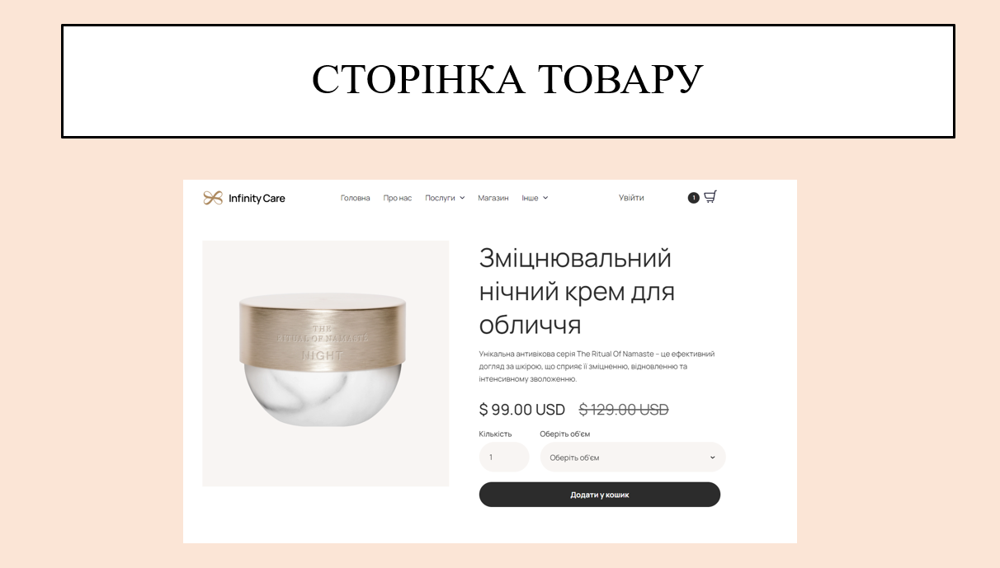 СТОРІНКА ТОВАРУ
Infinity Care
Головна Про нас Послуги Магазин Інше Увійти 1
THE
RITUAL OF NAMASTÉ
NIGHT
Зміцнювальний
нічний крем для
обличчя
Унікальна антивікова серія The Ritual Of Namaste – це ефективний
догляд за шкірою, що сприяє її зміцненню, відновленню та
інтенсивному зволоженню.
$ 99.00 USD $ 129.00 USD
Кількість Оберіть об'єм
1 Оберіть об'єм
Додати у кошик